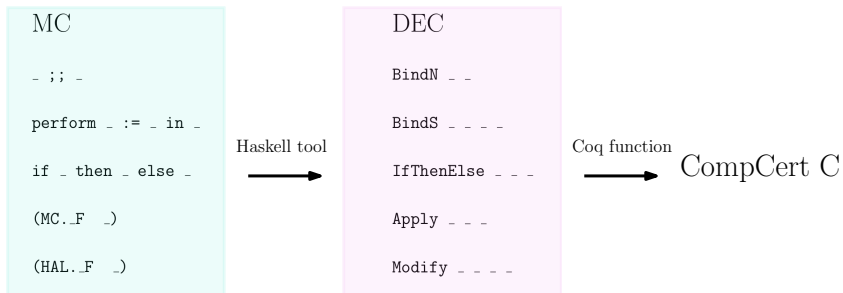 MC
_ ;; _
perform _ := _ in _
if _ then _ else _
(MC._F _)
(HAL._F _)
Haskell tool
DEC
BindN _ _
BindS _ _ _ _
IfThenElse _ _ _
Apply _ _ _
Modify _ _ _ _
Coq function
CompCert C